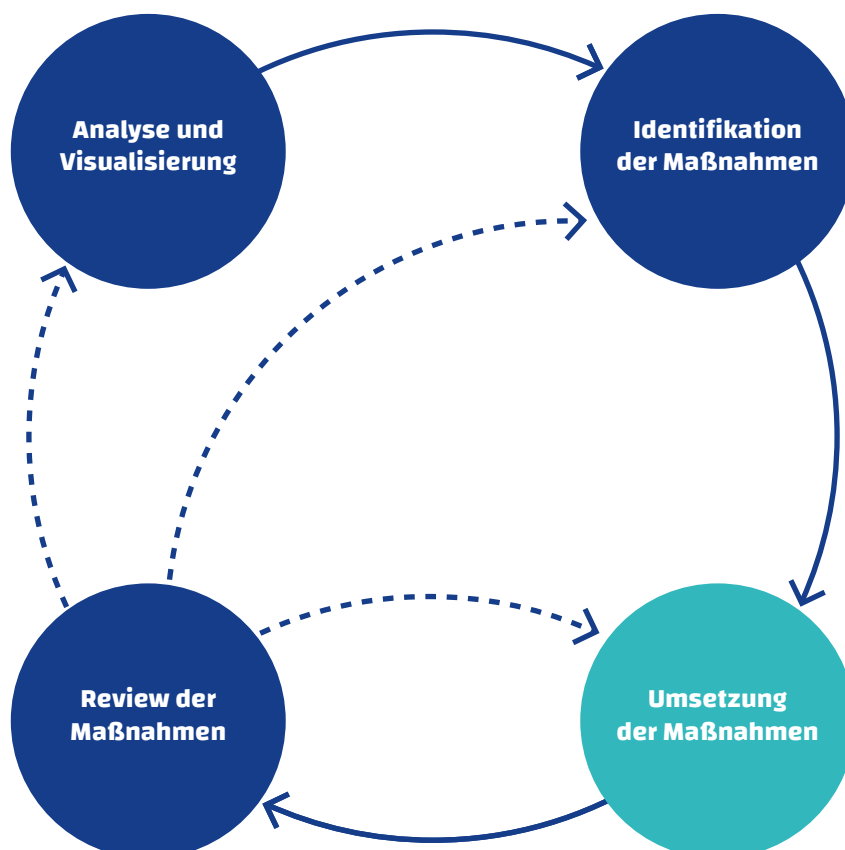 Analyse und
Visualisierung
Identifikation
der Maßnahmen
Review der
Maßnahmen
Umsetzung
der Maßnahmen